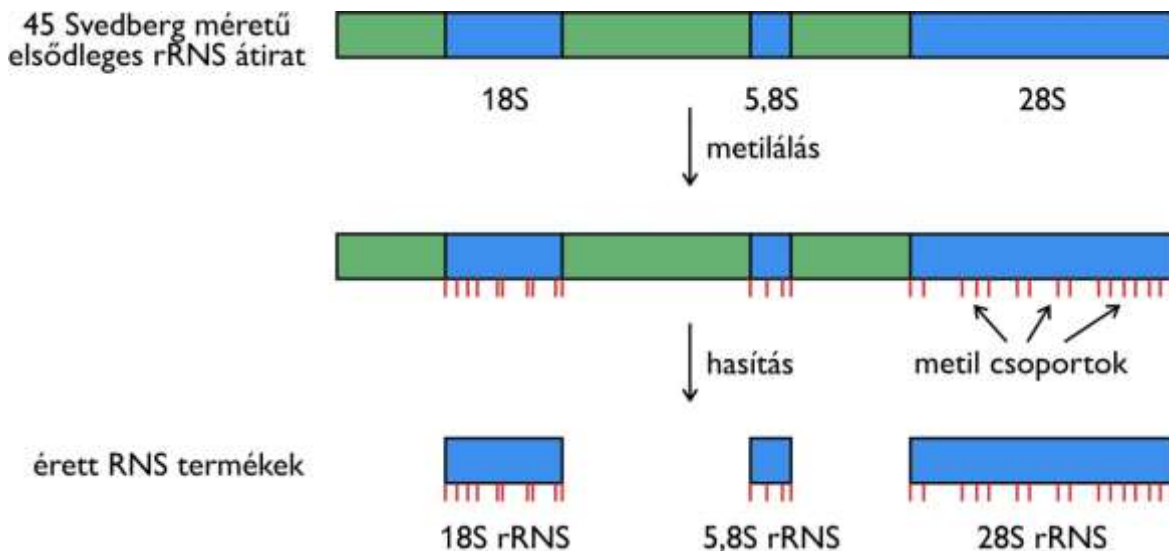 45 Svedberg méretű
elsődleges rRNS átirat
18S
5,8S
28S
metilálás
hasítás
metil csoportok
érett RNS termékek
18S rRNS
5,8S rRNS
28S rRNS